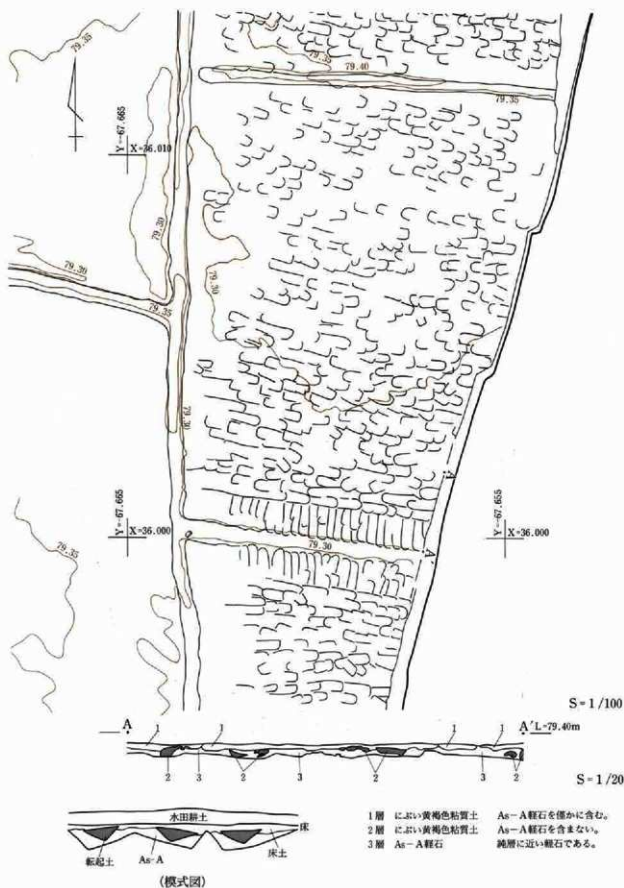 79.35
79.35
79.40
79.35
Y=-67.665
X=36.010
79.30
79.30
79.30
79.35
79.30
A'
Y=-67.665
X=36.000
79.30
A
Y=-67.655
X=36.000
79.35
S=1/100
A
A' L=79.40m
1 1 1 1
2 3 2 3 2 3 2
S=1/20
水田耕土
床
床土
転起土
As-A
(模式図)
1層 にぶい黄褐色粘質土 As-A軽石を僅かに含む。
2層 にぶい黄褐色粘質土 As-A軽石を含まない。
3層 As-A軽石 純層に近い軽石である。